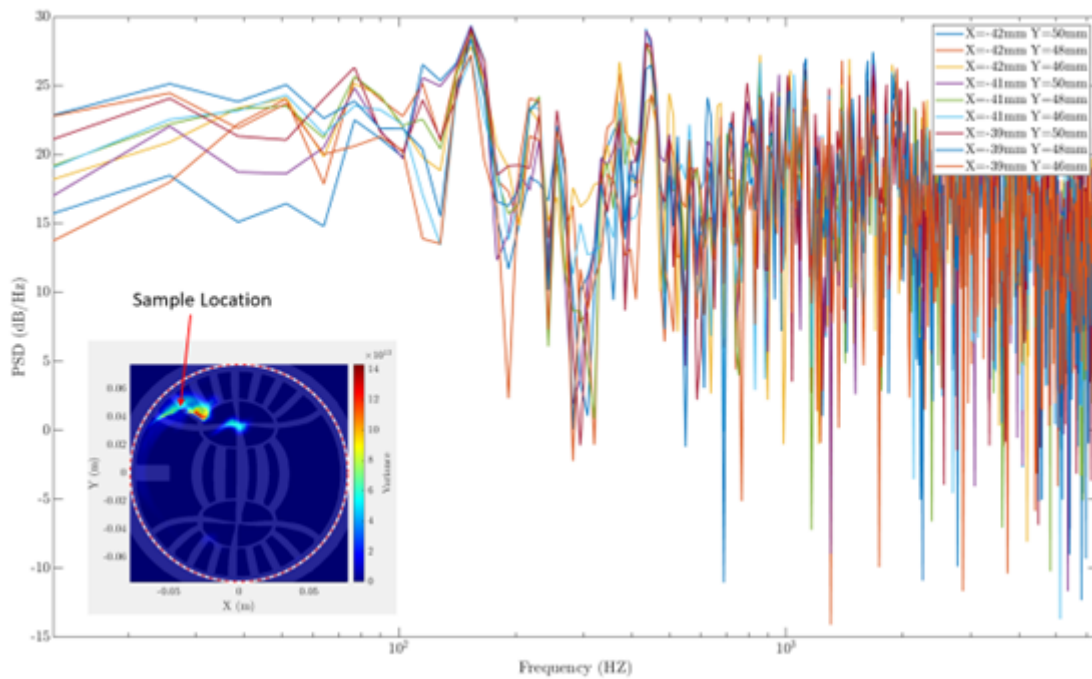 30
25
20
15
10
5
0
-5
-10
-15
PSD (dB/Hz)
10²
10³
Frequency (HZ)
X=-42mm Y=50mm
X=-42mm Y=48mm
X=-42mm Y=46mm
X=-41mm Y=50mm
X=-41mm Y=48mm
X=-41mm Y=46mm
X=-39mm Y=50mm
X=-39mm Y=48mm
X=-39mm Y=46mm
Sample Location
0.06
0.04
0.02
0
-0.02
-0.04
-0.06
Y (m)
-0.05
0
0.05
X (m)
×10¹³
14
12
10
8
6
4
2
0
Variance